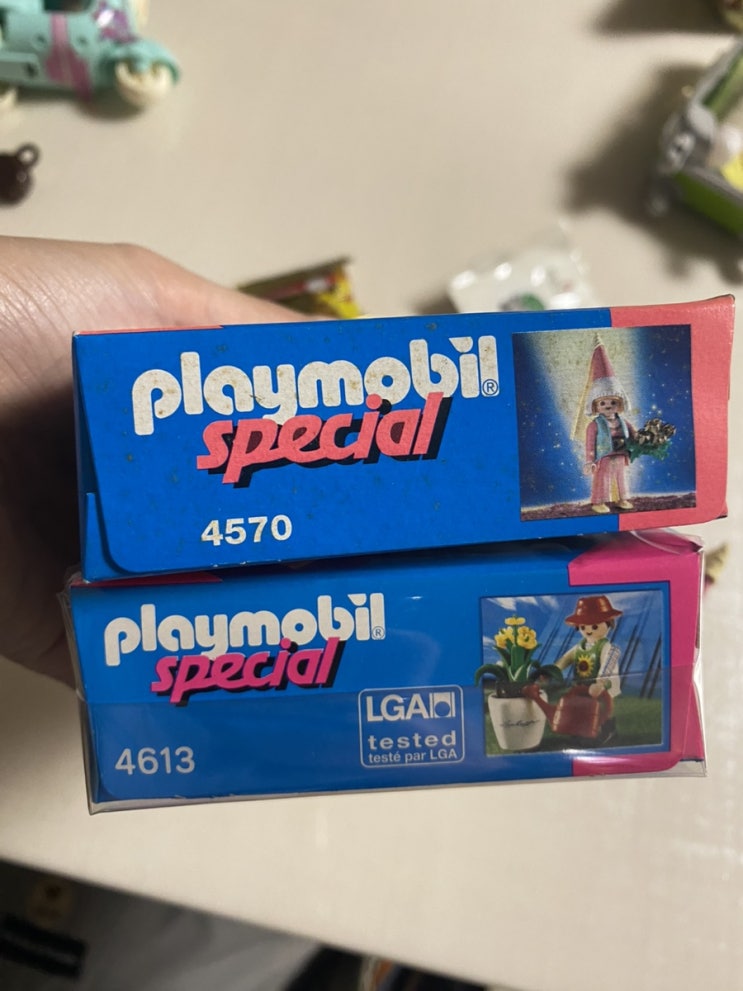 playmobil®
special
4570
playmobil®
special
LGA
tested
testé par LGA
4613